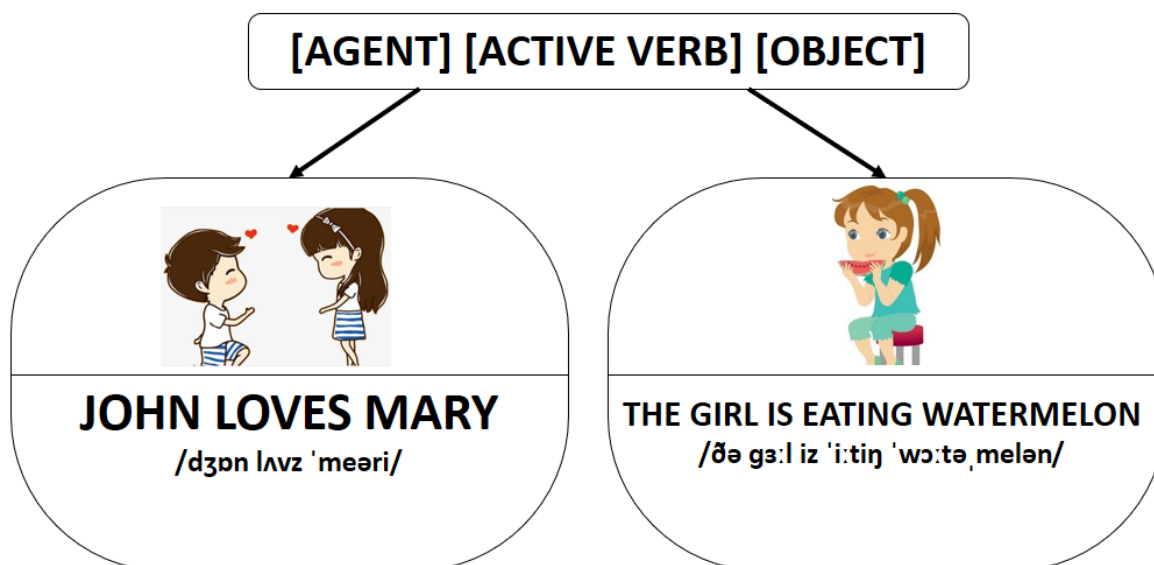 [AGENT] [ACTIVE VERB] [OBJECT]
JOHN LOVES MARY
/dʒɒn lʌvz ˈmeəri/
THE GIRL IS EATING WATERMELON
/ðə gɜːl iz ˈiːtiŋ ˈwɔːtəˌmelən/